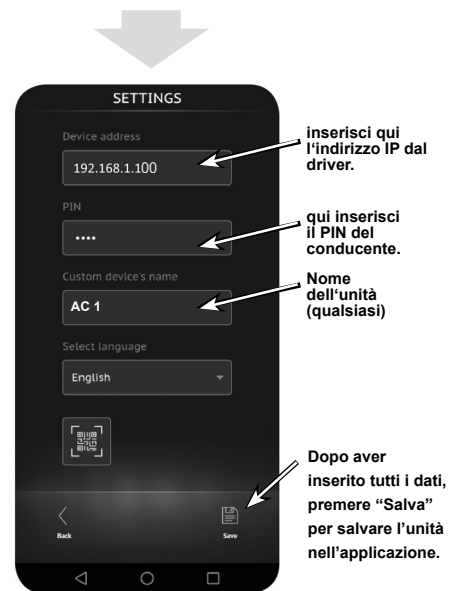 SETTINGS
Device address
192.168.1.100
inserisci qui
l‘indirizzo IP dal
driver.
PIN
••••
qui inserisci
il PIN del
conducente.
Custom device's name
AC 1
Nome
dell‘unità
(qualsiasi)
Select language
English
Dopo aver
inserito tutti i dati,
premere “Salva”
per salvare l’unità
nell’applicazione.
Back
Save